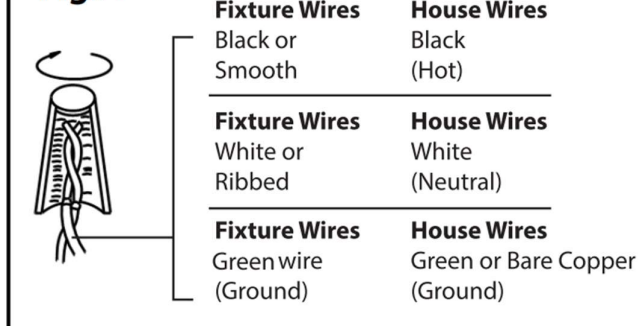 Fixture Wires House Wires
Black or Black
Smooth (Hot)
Fixture Wires House Wires
White or White
Ribbed (Neutral)
Fixture Wires House Wires
Green wire Green or Bare Copper
(Ground) (Ground)